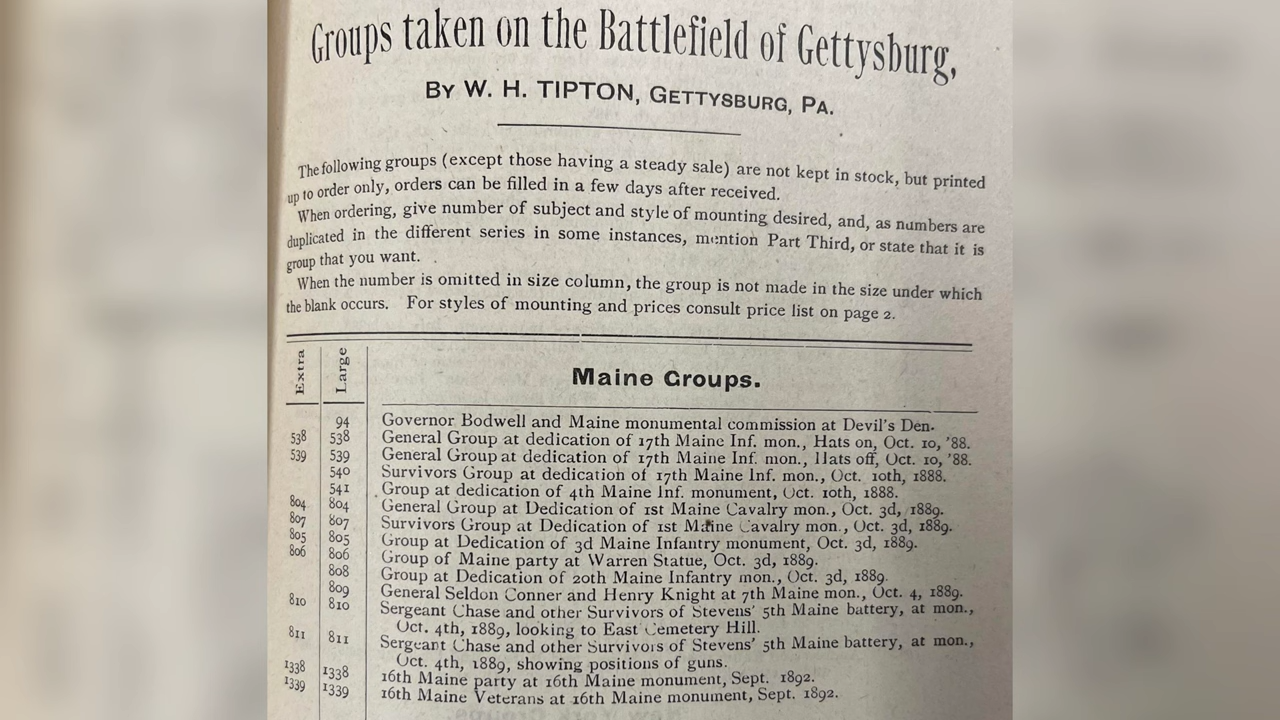 Groups taken on the Battlefield of Gettysburg,
By W. H. TIPTON, GETTYSBURG, PA.
The following groups (except those having a steady sale) are not kept in stock, but printed
up to order only, orders can be filled in a few days after received.
When ordering, give number of subject and style of mounting desired, and, as numbers are
duplicated in the different series in some instances, mention Part Third, or state that it is
group that you want.
When the number is omitted in size column, the group is not made in the size under which
the blank occurs. For styles of mounting and prices consult price list on page 2.
Extra Large Maine Groups.
94 Governor Bodwell and Maine monumental commission at Devil's Den.
538 538 General Group at dedication of 17th Maine Inf. mon., Hats on, Oct. 10, '88.
539 539 General Group at dedication of 17th Maine Inf. mon., Hats off, Oct. 10, '88.
540 Survivors Group at dedication of 17th Maine Inf. mon., Oct. 10th, 1888.
541 Group at dedication of 4th Maine Inf. monument, Oct. 10th, 1888.
804 804 General Group at Dedication of 1st Maine Cavalry mon., Oct. 3d, 1889.
807 807 Survivors Group at Dedication of 1st Maine Cavalry mon., Oct. 3d, 1889.
805 805 Group at Dedication of 3d Maine Infantry monument, Oct. 3d, 1889.
806 806 Group of Maine party at Warren Statue, Oct. 3d, 1889.
808 Group at Dedication of 20th Maine Infantry mon., Oct. 3d, 1889.
809 General Seldon Conner and Henry Knight at 7th Maine mon., Oct. 4, 1889.
810 810 Sergeant Chase and other Survivors of Stevens' 5th Maine battery, at mon.,
Oct. 4th, 1889, looking to East Cemetery Hill.
811 811 Sergeant Chase and other Survivors of Stevens' 5th Maine battery, at mon.,
Oct. 4th, 1889, showing positions of guns.
1338 1338 16th Maine party at 16th Maine monument, Sept. 1892.
1339 1339 16th Maine Veterans at 16th Maine monument, Sept. 1892.